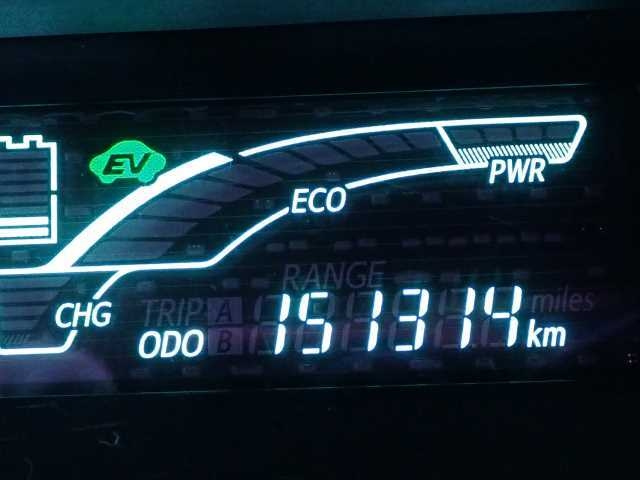 EV
ECO
PWR
RANGE
CHG
TRIP A miles
ODO B 151314 km